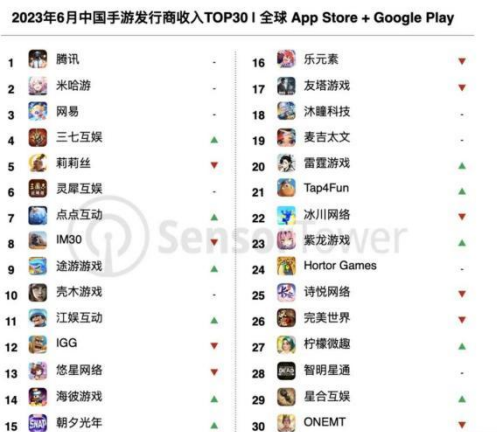 2023年6月中国手游发行商收入TOP30 | 全球 App Store + Google Play
1 腾讯 -
2 米哈游 -
3 网易 -
4 三七互娱 ▲
5 莉莉丝 ▼
6 灵犀互娱 -
7 点点互动 ▲
8 IM30 ▼
9 途游游戏 ▲
10 壳木游戏 -
11 江娱互动 ▲
12 IGG ▼
13 悠星网络 ▼
14 海彼游戏 ▲
15 朝夕光年 ▲
16 乐元素 ▼
17 友塔游戏 ▼
18 沐瞳科技 -
19 麦吉太文 -
20 雷霆游戏 ▲
21 Tap4Fun ▲
22 冰川网络 ▼
23 紫龙游戏 ▲
24 Hortor Games -
25 诗悦网络 ▼
26 完美世界 ▼
27 柠檬微趣 ▲
28 智明星通 -
29 星合互娱 ▲
30 ONEMT ▼
SensorTower